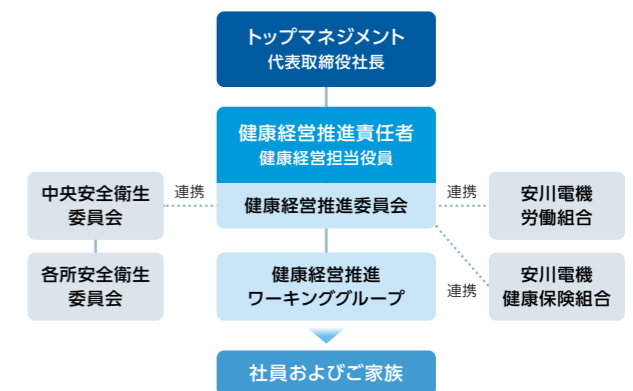 トップマネジメント
代表取締役社長
健康経営推進責任者
健康経営担当役員
中央安全衛生
委員会
連携
健康経営推進委員会
連携
安川電機
労働組合
各所安全衛生
委員会
健康経営推進
ワーキンググループ
連携
安川電機
健康保険組合
社員およびご家族